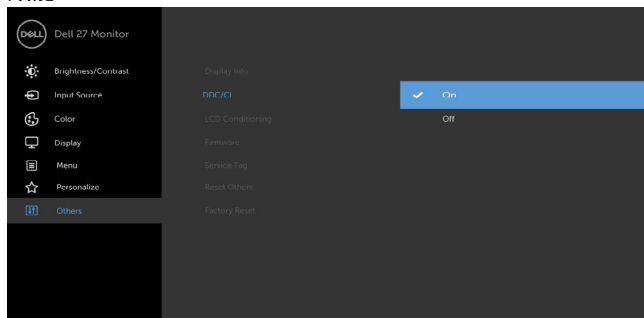 DELL
Dell 27 Monitor
Brightness/Contrast
Input Source
Color
Display
Menu
Personalize
Others
Display Info
DDC/CI
LCD Conditioning
Firmware
Service Tag
Reset Others
Factory Reset
On
Off